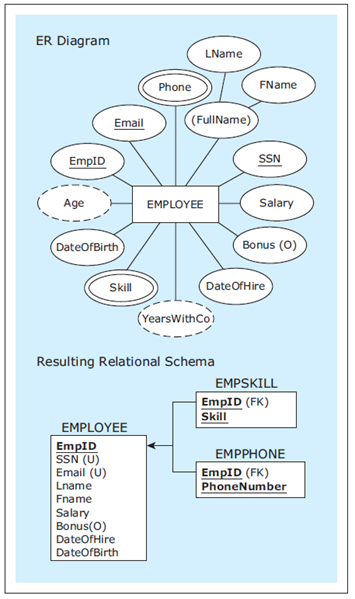 ER Diagram
LName
Phone
FName
(FullName)
Email
EmpID
SSN
Age
EMPLOYEE
Salary
DateOfBirth
Bonus (O)
Skill
DateOfHire
YearsWithCo
Resulting Relational Schema
EMPSKILL
EmpID (FK)
Skill
EMPLOYEE
EmpID
SSN (U)
Email (U)
Lname
Fname
Salary
Bonus(O)
DateOfHire
DateOfBirth
EMPPHONE
EmpID (FK)
PhoneNumber